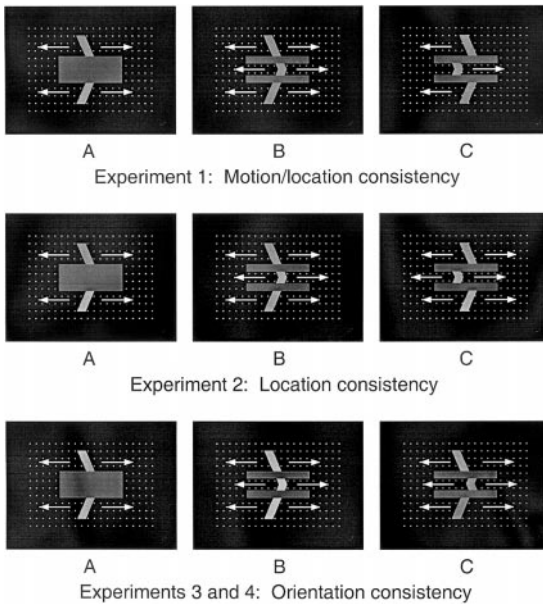 A B C
Experiment 1: Motion/location consistency
A B C
Experiment 2: Location consistency
A B C
Experiments 3 and 4: Orientation consistency